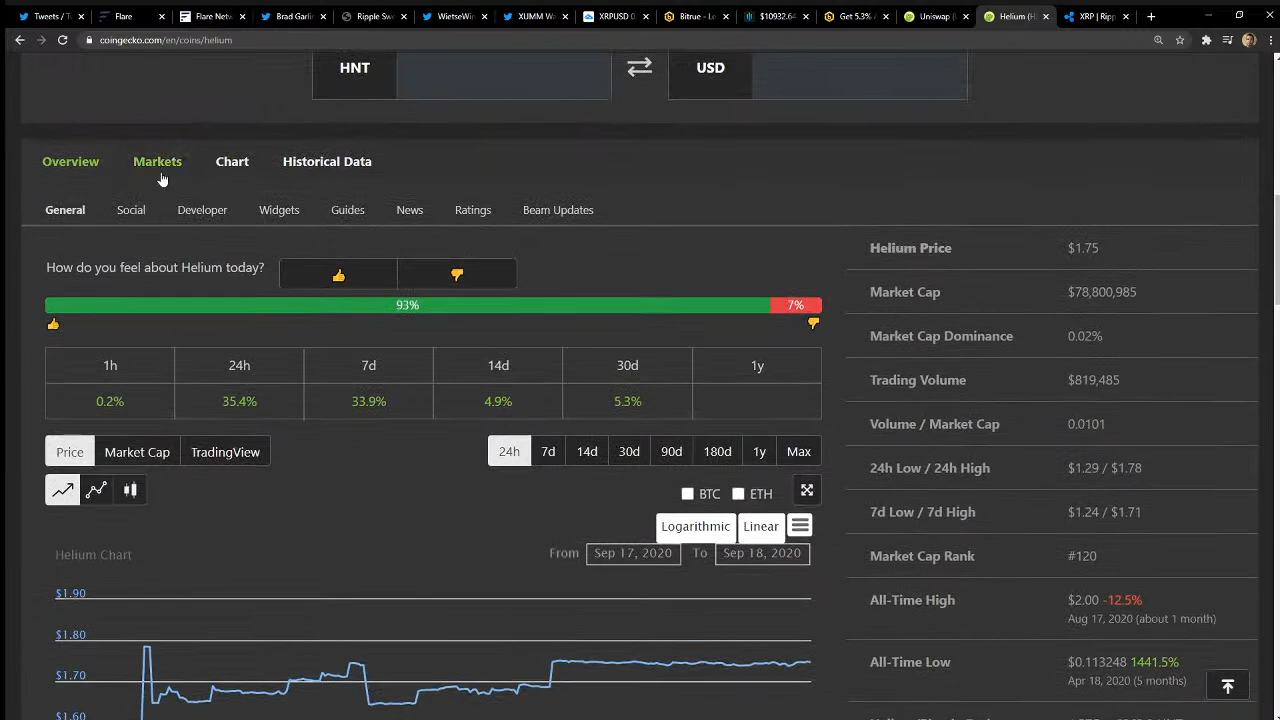 Tweets / Tw
Flare
Flare Netw
Brad Garlin
Ripple Swe
WietseWin
XUMM Wa
XRPUSD 0.
Bitrue - Lo
$10932.64
Get 5.3% A
Uniswap (U
Helium (H
XRP | Ripp
coingecko.com/en/coins/helium
HNT
USD
Overview Markets Chart Historical Data
General Social Developer Widgets Guides News Ratings Beam Updates
How do you feel about Helium today?
93% 7%
1h 24h 7d 14d 30d 1y
0.2% 35.4% 33.9% 4.9% 5.3%
Price Market Cap TradingView
24h 7d 14d 30d 90d 180d 1y Max
BTC ETH
Logarithmic Linear
Helium Chart
From Sep 17, 2020 To Sep 18, 2020
$1.90
$1.80
$1.70
$1.60
Helium Price $1.75
Market Cap $78,800,985
Market Cap Dominance 0.02%
Trading Volume $819,485
Volume / Market Cap 0.0101
24h Low / 24h High $1.29 / $1.78
7d Low / 7d High $1.24 / $1.71
Market Cap Rank #120
All-Time High $2.00 -12.5%
Aug 17, 2020 (about 1 month)
All-Time Low $0.113248 1441.5%
Apr 18, 2020 (5 months)